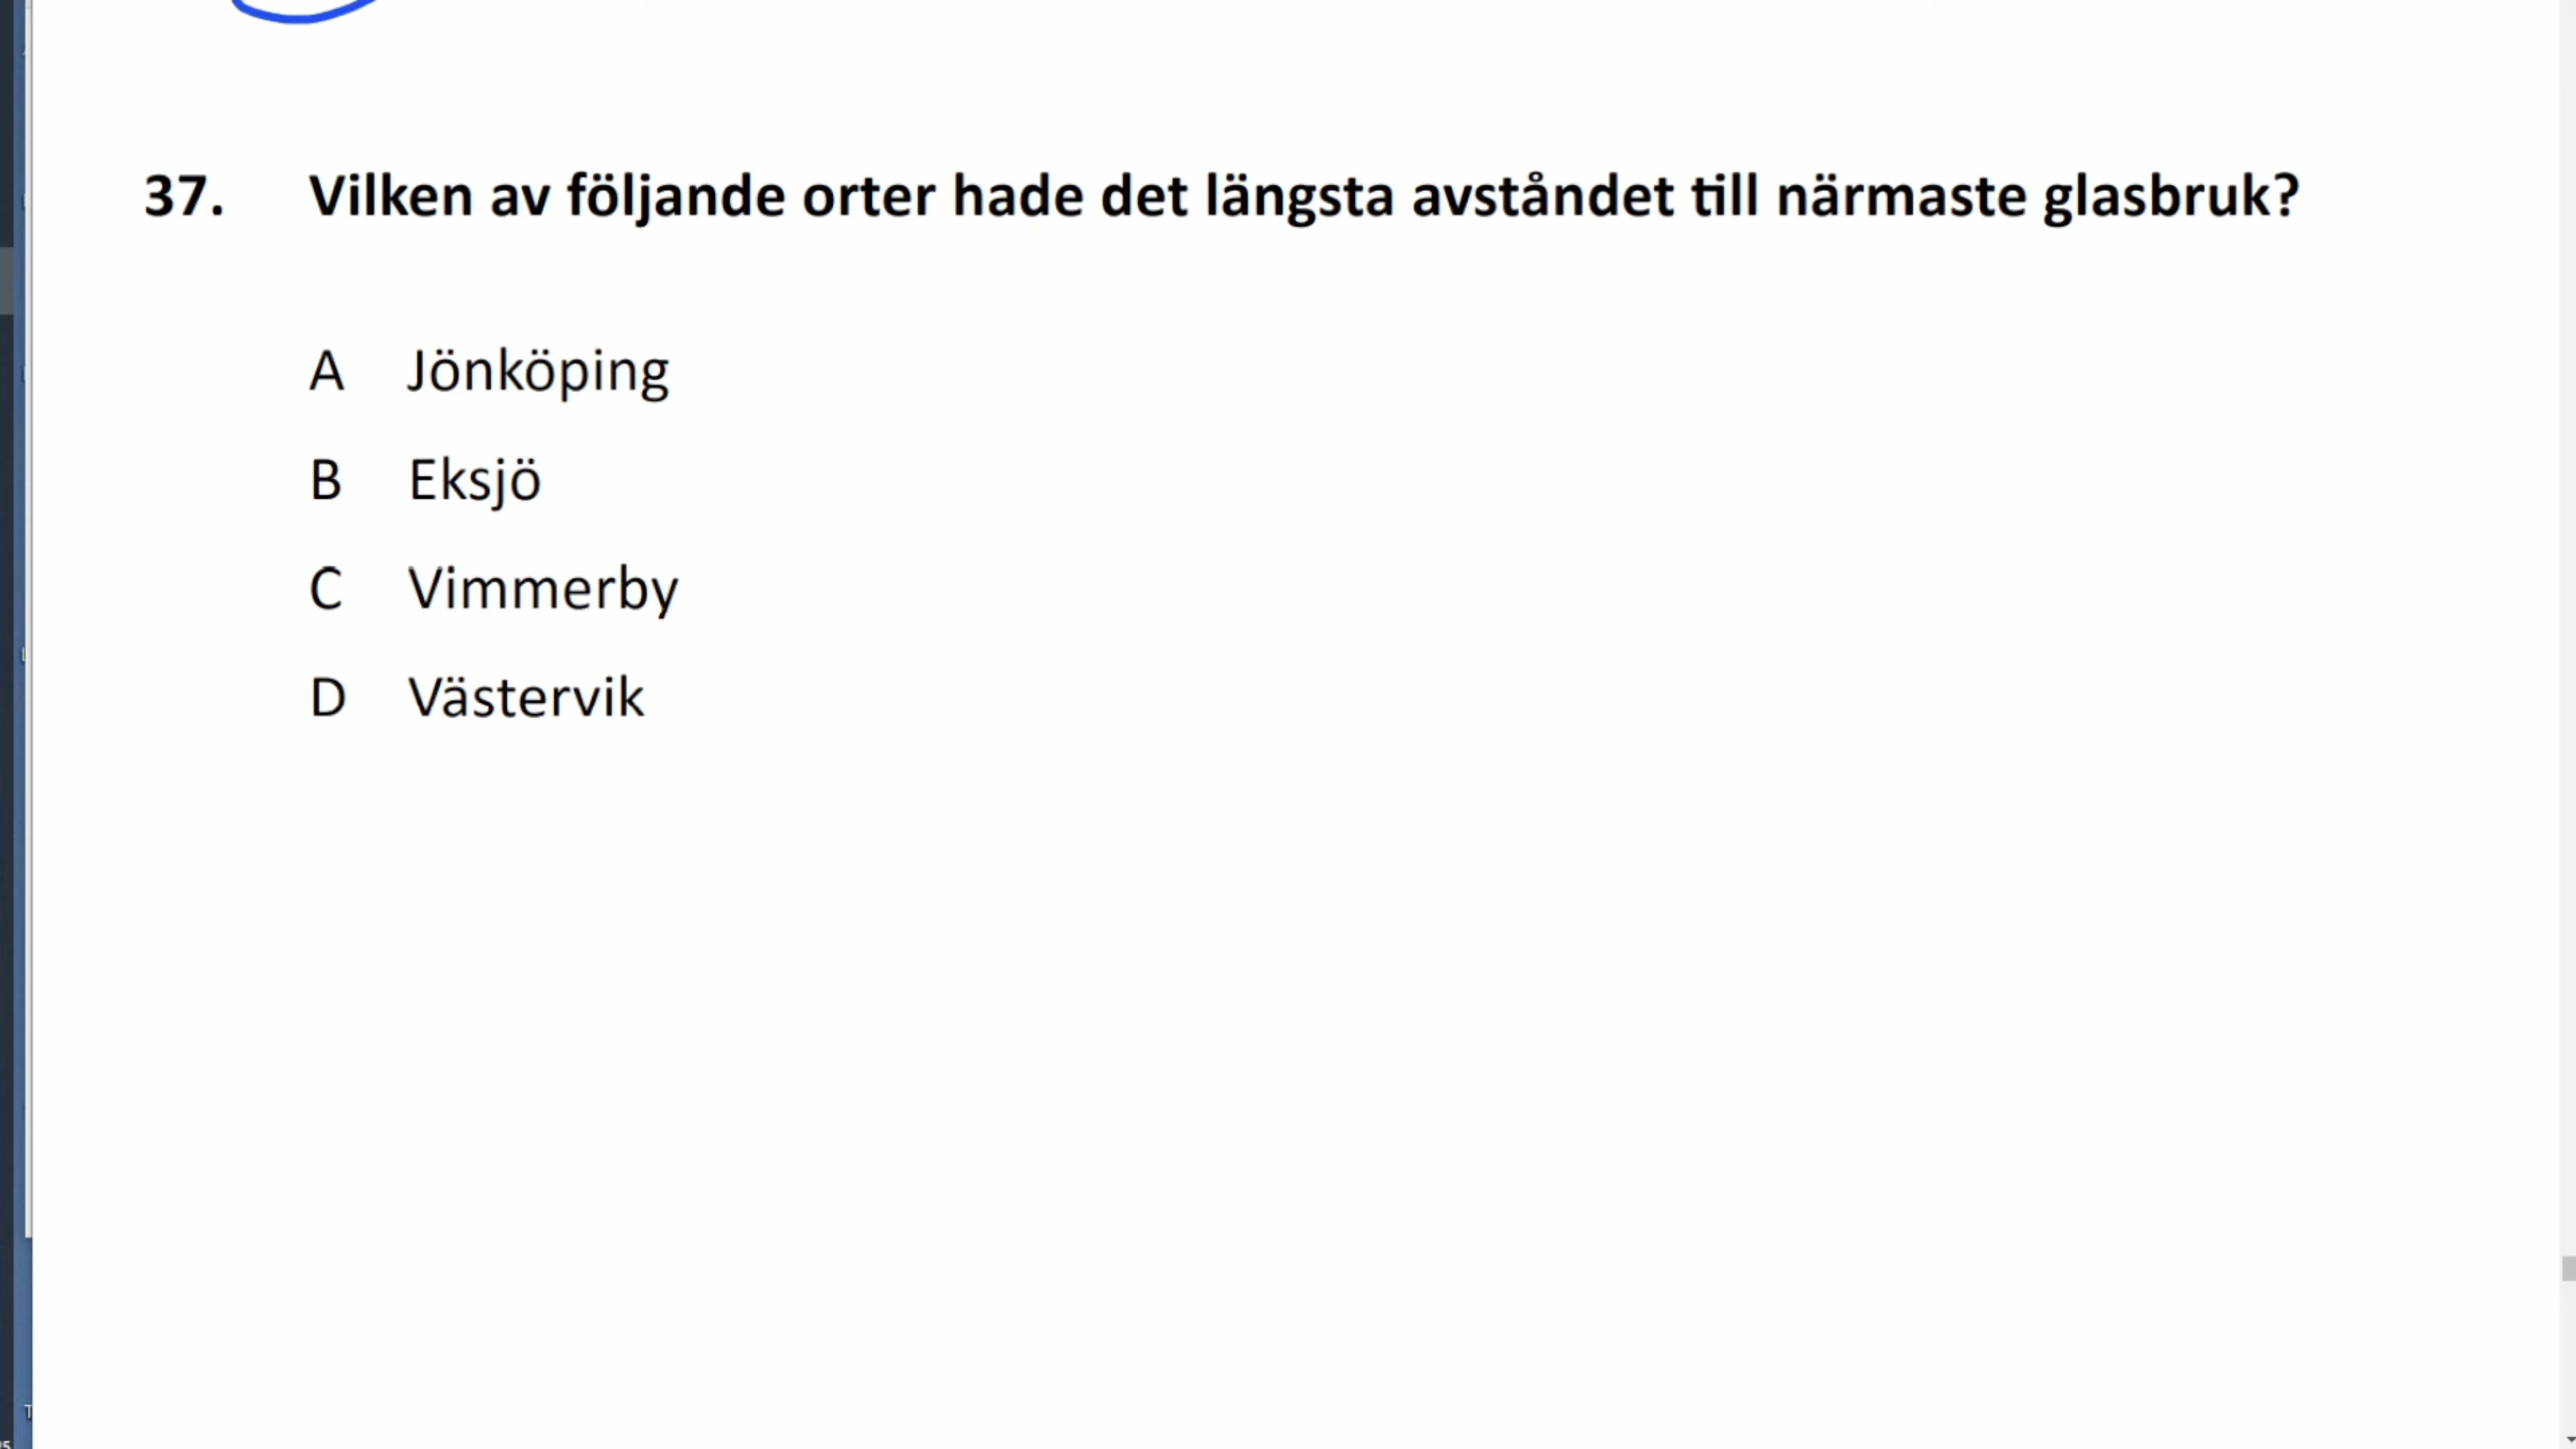 37. Vilken av följande orter hade det längsta avståndet till närmaste glasbruk?
A Jönköping
B Eksjö
C Vimmerby
D Västervik